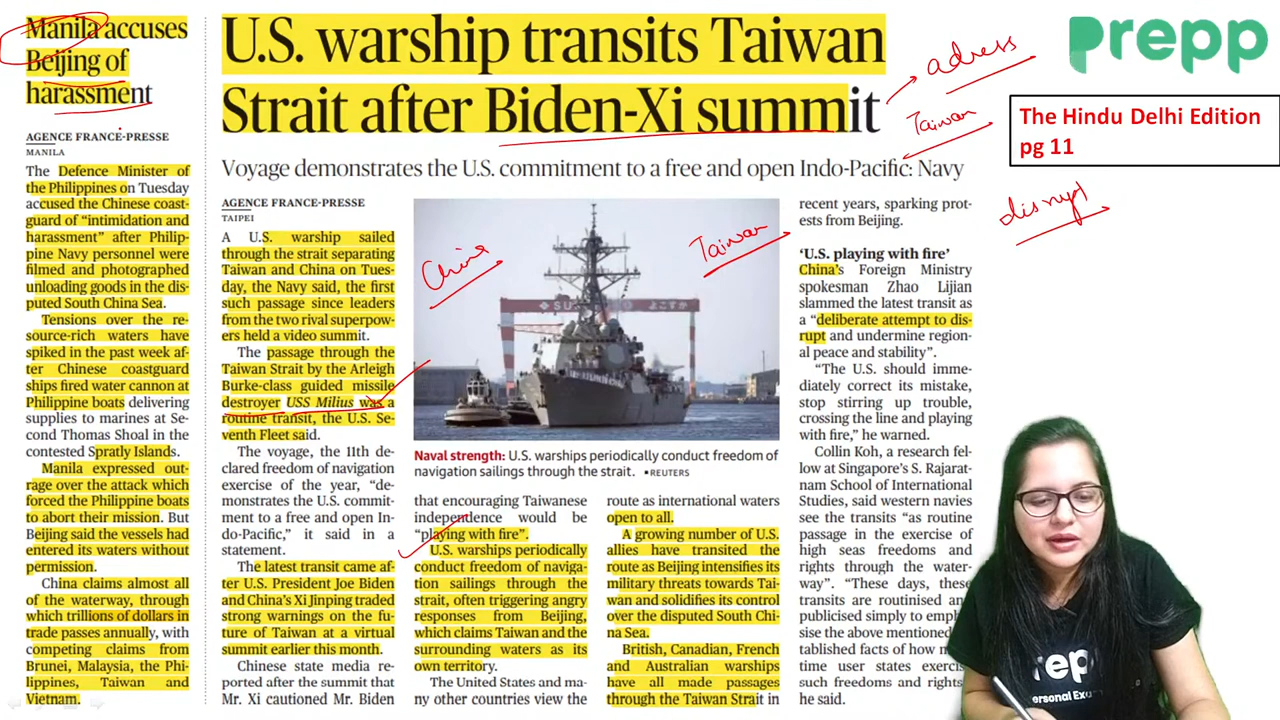 Manila accuses
Beijing of
harassment
AGENCE FRANCE-PRESSE
MANILA
The Defence Minister of
the Philippines on Tuesday
accused the Chinese coast-
guard of “intimidation and
harassment” after Philip-
pine Navy personnel were
filmed and photographed
unloading goods in the dis-
puted South China Sea.
Tensions over the re-
source-rich waters have
spiked in the past week af-
ter Chinese coastguard
ships fired water cannon at
Philippine boats delivering
supplies to marines at Se-
cond Thomas Shoal in the
contested Spratly Islands.
Manila expressed out-
rage over the attack which
forced the Philippine boats
to abort their mission. But
Beijing said the vessels had
entered its waters without
permission.
China claims almost all
of the waterway, through
which trillions of dollars in
trade passes annually, with
competing claims from
Brunei, Malaysia, the Phi-
lippines, Taiwan and
Vietnam.
U.S. warship transits Taiwan
Strait after Biden-Xi summit
Voyage demonstrates the U.S. commitment to a free and open Indo-Pacific: Navy
AGENCE FRANCE-PRESSE
TAIPEI
A U.S. warship sailed
through the strait separating
Taiwan and China on Tues-
day, the Navy said, the first
such passage since leaders
from the two rival superpow-
ers held a video summit.
The passage through the
Taiwan Strait by the Arleigh
Burke-class guided missile
destroyer USS Milius was a
routine transit, the U.S. Se-
venth Fleet said.
The voyage, the 11th de-
clared freedom of navigation
exercise of the year, “de-
monstrates the U.S. commit-
ment to a free and open In-
do-Pacific,” it said in a
statement.
The latest transit came af-
ter U.S. President Joe Biden
and China’s Xi Jinping traded
strong warnings on the fu-
ture of Taiwan at a virtual
summit earlier this month.
Chinese state media re-
ported after the summit that
Mr. Xi cautioned Mr. Biden
China
Taiwan
Naval strength: U.S. warships periodically conduct freedom of
navigation sailings through the strait. ▪REUTERS
that encouraging Taiwanese
independence would be
“playing with fire”.
U.S. warships periodically
conduct freedom of naviga-
tion sailings through the
strait, often triggering angry
responses from Beijing,
which claims Taiwan and the
surrounding waters as its
own territory.
The United States and ma-
ny other countries view the
route as international waters
open to all.
A growing number of U.S.
allies have transited the
route as Beijing intensifies its
military threats towards Tai-
wan and solidifies its control
over the disputed South Chi-
na Sea.
British, Canadian, French
and Australian warships
have all made passages
through the Taiwan Strait in
recent years, sparking prot-
ests from Beijing.
‘U.S. playing with fire’
China’s Foreign Ministry
spokesman Zhao Lijian
slammed the latest transit as
a “deliberate attempt to dis-
rupt and undermine region-
al peace and stability”.
“The U.S. should imme-
diately correct its mistake,
stop stirring up trouble,
crossing the line and playing
with fire,” he warned.
Collin Koh, a research fel-
low at Singapore’s S. Rajarat-
nam School of International
Studies, said western navies
see the transits “as routine
passage in the exercise of
high seas freedoms and
rights through the water-
way”. “These days, these
transits are routinised an
publicised simply to emp
sise the above mentioned
tablished facts of how
time user states exerci
such freedoms and rights
he said.
adress
Taiwan
disrupt
prepp
The Hindu Delhi Edition
pg 11
prepp